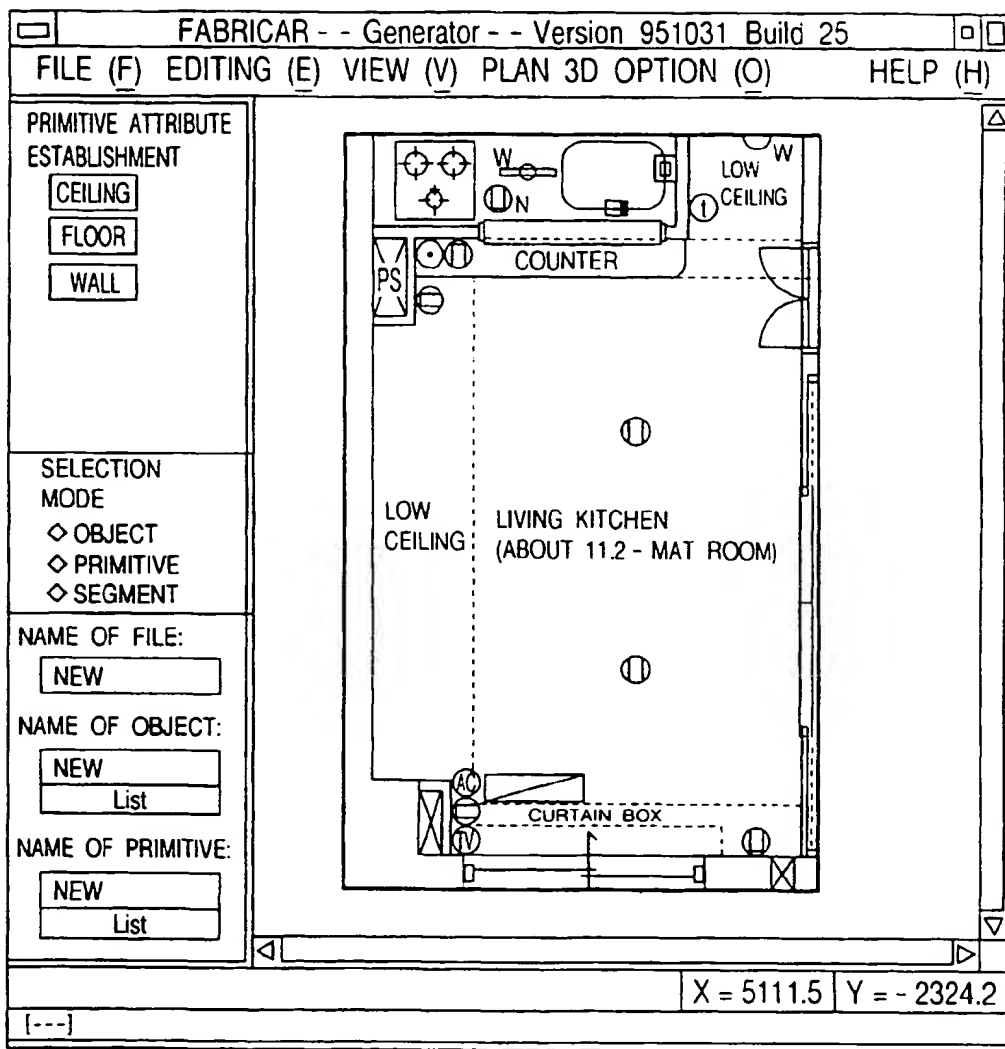 FABRICAR - - Generator - - Version 951031 Build 25
FILE (F) EDITING (E) VIEW (V) PLAN 3D OPTION (O) HELP (H)
PRIMITIVE ATTRIBUTE
ESTABLISHMENT
CEILING
FLOOR
WALL
SELECTION
MODE
OBJECT
PRIMITIVE
SEGMENT
NAME OF FILE:
NEW
NAME OF OBJECT:
NEW
List
NAME OF PRIMITIVE:
NEW
List
W
N
W
LOW
CEILING
t
COUNTER
PS
LOW
CEILING
LIVING KITCHEN
(ABOUT 11.2 - MAT ROOM)
AC
CURTAIN BOX
TV
X = 5111.5 Y = - 2324.2
[---]